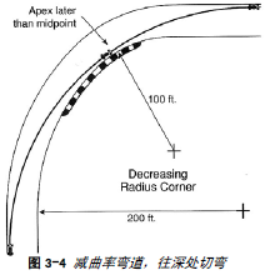 Apex later
than midpoint
100 ft.
Decreasing
Radius Corner
200 ft.
图 3-4 减曲率弯道，往深处切弯